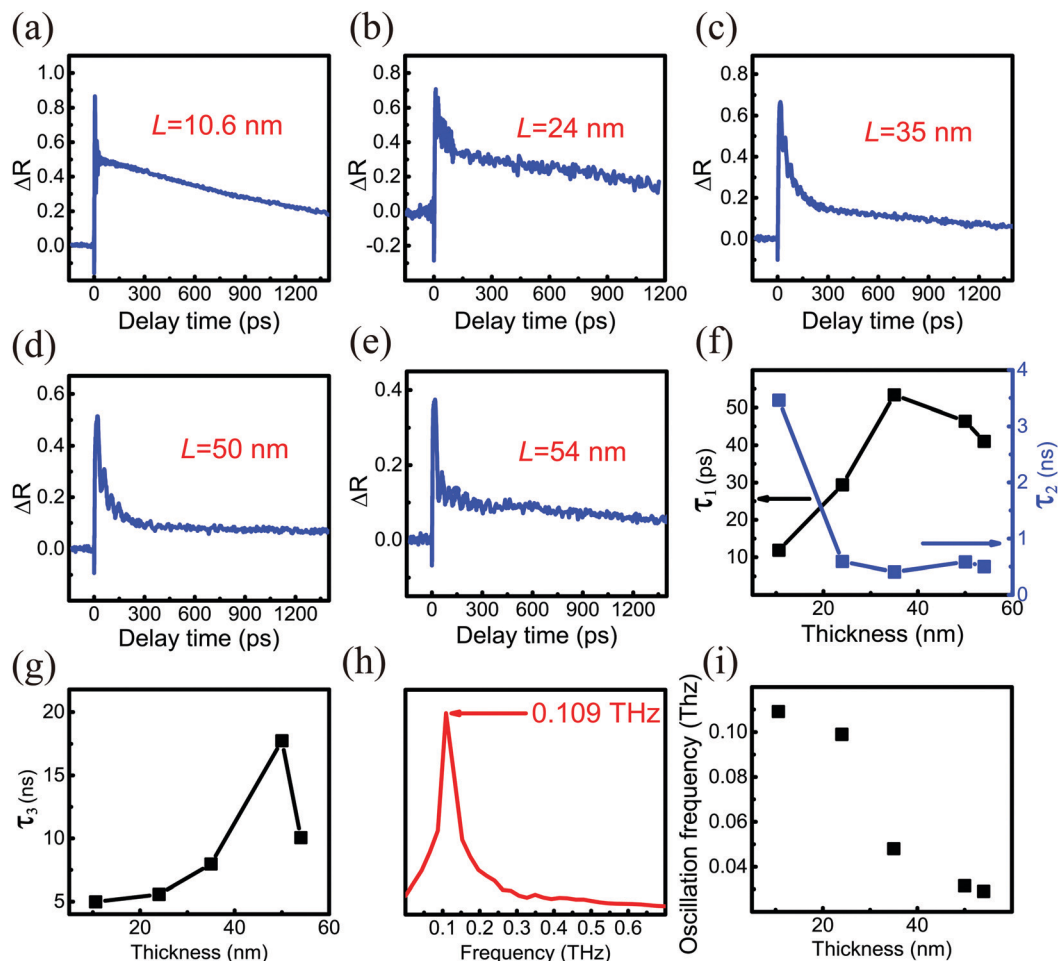 (a)
1.0
0.8
0.6
0.4
0.2
0.0
ΔR
L=10.6 nm
0 300 600 900 1200
Delay time (ps)
(b)
0.8
0.6
0.4
0.2
0.0
-0.2
ΔR
L=24 nm
0 300 600 900 1200
Delay time (ps)
(c)
0.8
0.6
0.4
0.2
0.0
ΔR
L=35 nm
0 300 600 900 1200
Delay time (ps)
(d)
0.6
0.3
0.0
ΔR
L=50 nm
0 300 600 900 1200
Delay time (ps)
(e)
0.4
0.2
0.0
ΔR
L=54 nm
0 300 600 900 1200
Delay time (ps)
(f)
50
40
30
20
10
τ1 (ps)
4
3
2
1
0
τ2 (ns)
20 40 60
Thickness (nm)
(g)
20
15
10
5
τ3 (ns)
0 20 40 60
Thickness (nm)
(h)
0.109 THz
0.1 0.2 0.3 0.4 0.5 0.6
Frequency (THz)
(i)
0.10
0.08
0.06
0.04
Oscillation frequency (Thz)
20 40
Thickness (nm)